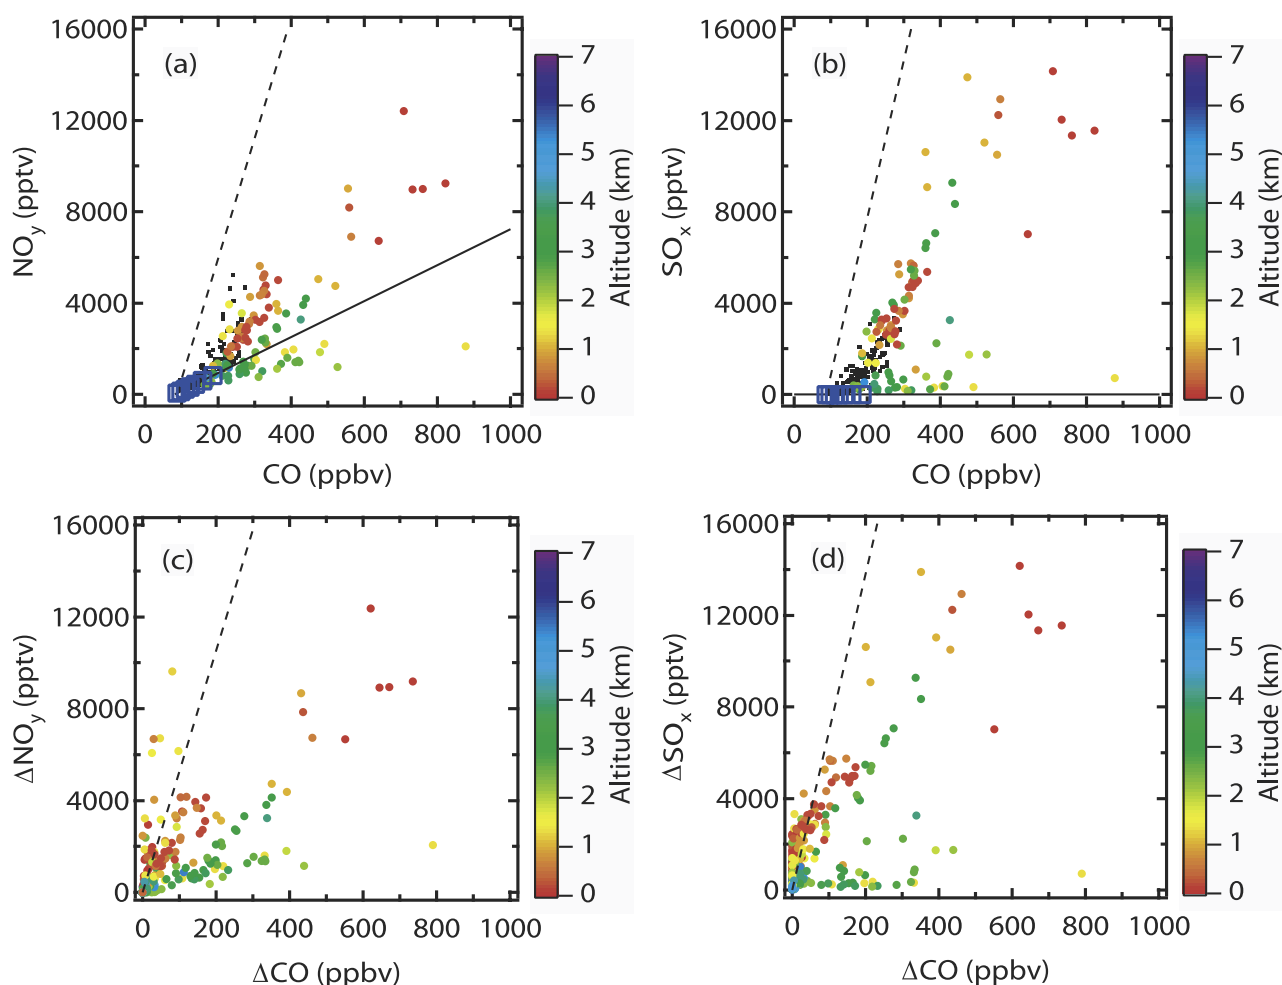 (a)
16000
12000
8000
4000
0
NOy (pptv)
0 200 400 600 800 1000
CO (ppbv)
7
6
5
4
3
2
1
0
Altitude (km)
(b)
16000
12000
8000
4000
0
SOx (pptv)
0 200 400 600 800 1000
CO (ppbv)
7
6
5
4
3
2
1
0
Altitude (km)
(c)
16000
12000
8000
4000
0
ΔNOy (pptv)
0 200 400 600 800 1000
ΔCO (ppbv)
7
6
5
4
3
2
1
0
Altitude (km)
(d)
16000
12000
8000
4000
0
ΔSOx (pptv)
0 200 400 600 800 1000
ΔCO (ppbv)
7
6
5
4
3
2
1
0
Altitude (km)